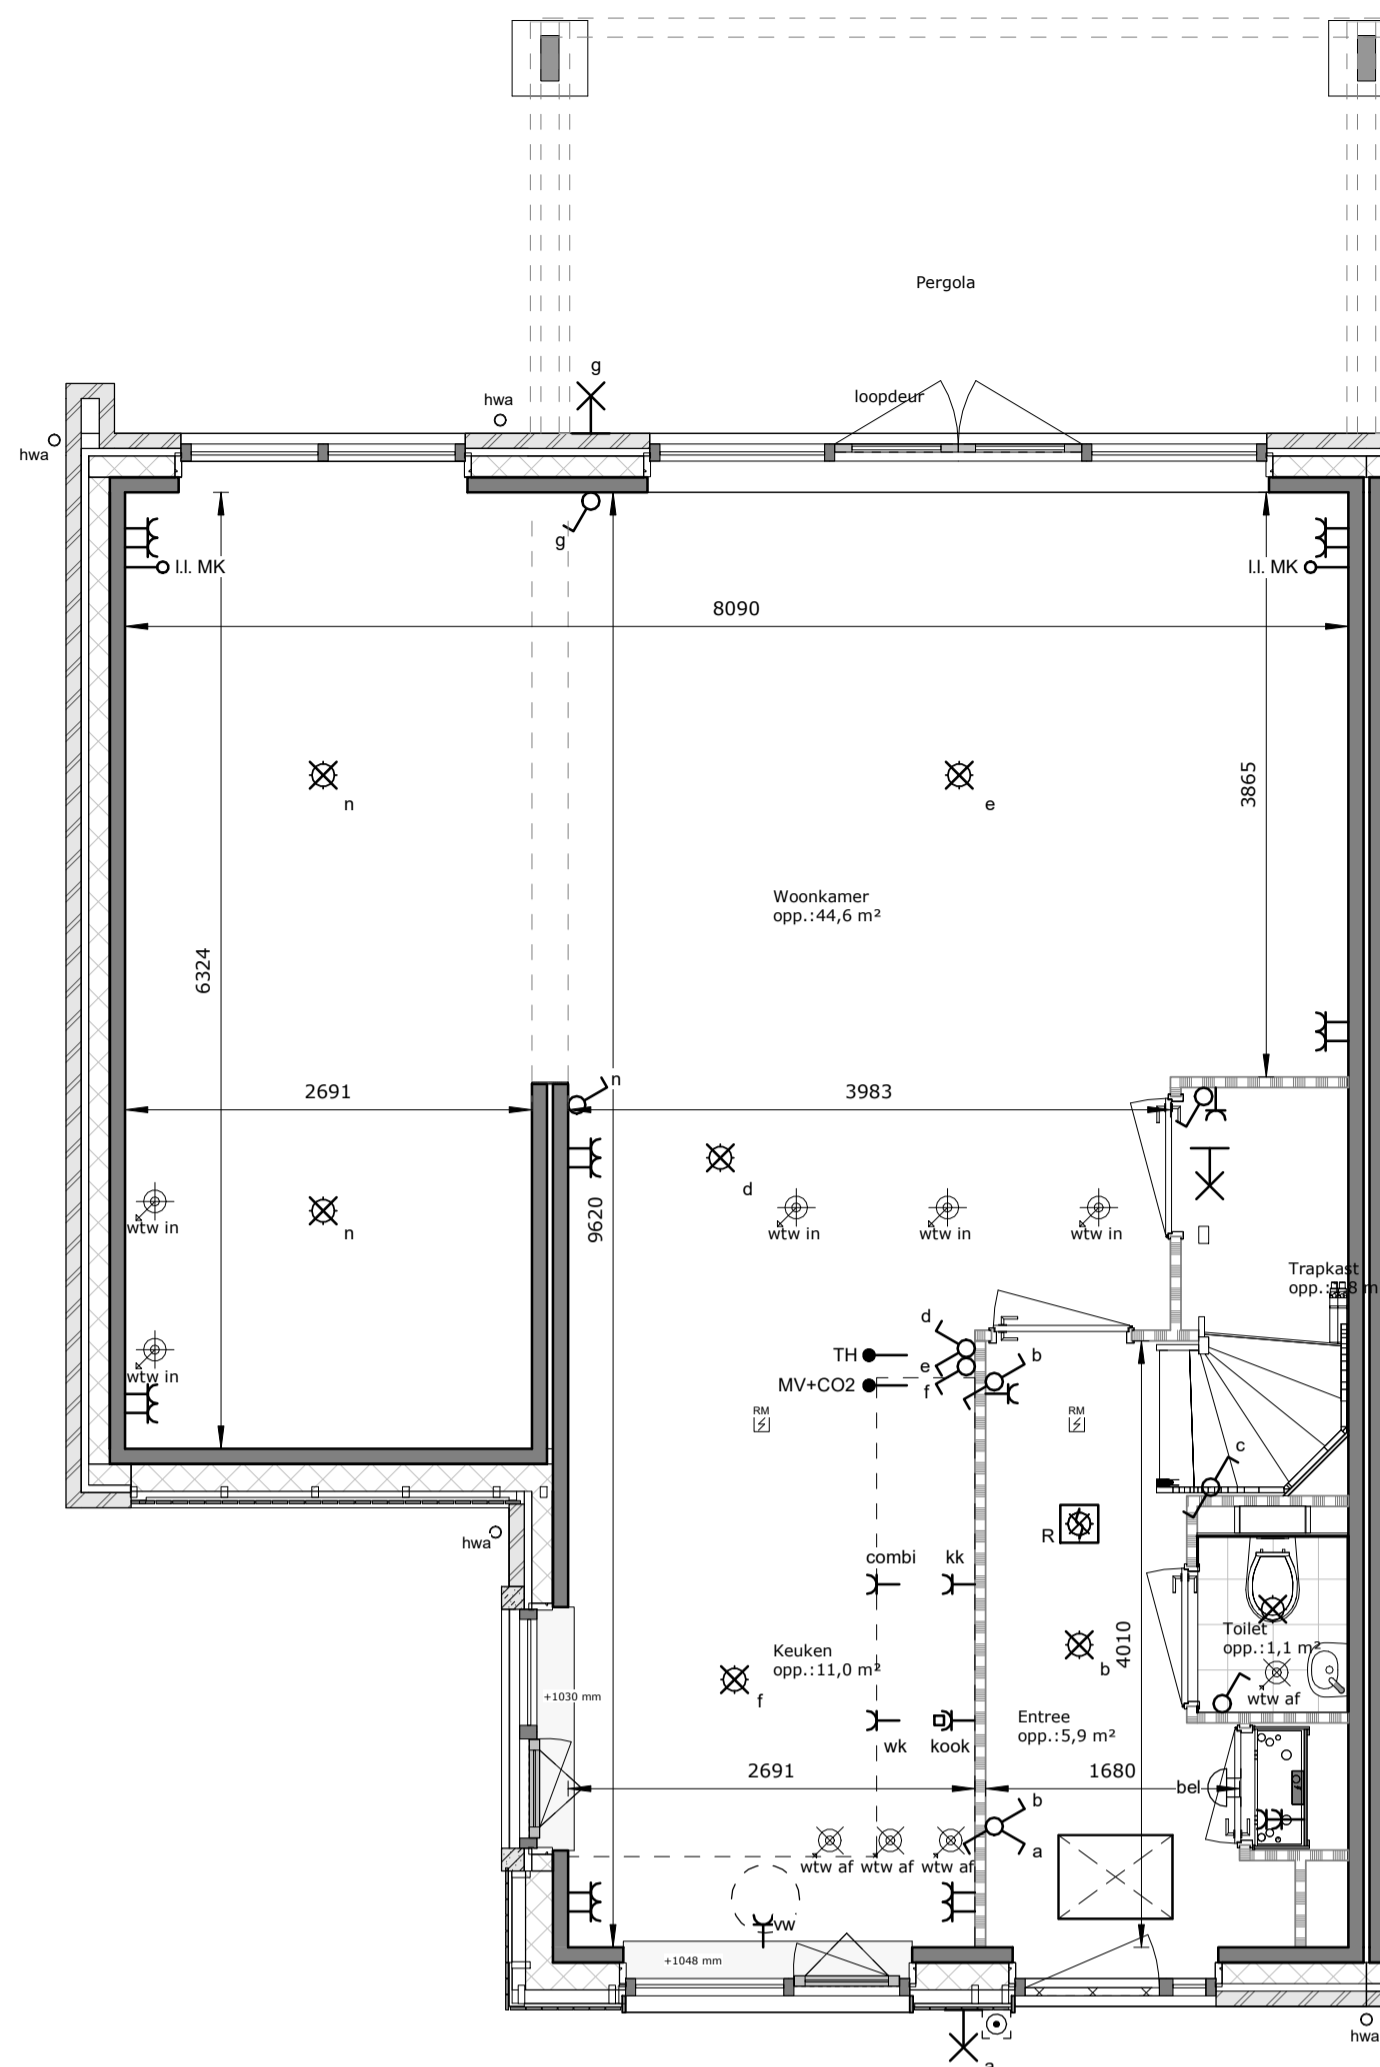 Pergola
g
loopdeur
hwa
hwa
g
l.l. MK
l.l. MK
8090
n
e
3865
Woonkamer
opp.:44,6 m²
6324
n
2691
3983
d
9620
wtw in
n
wtw in
wtw in
wtw in
Trapkast
wtw in
d
TH
e
b
MV+CO2
f
RM
RM
c
hwa
R
combi
kk
Keuken
opp.:11,0 m²
4010
Toilet
opp.:1,1 m²
b
f
+1030 mm
wtw af
Entree
opp.:5,9 m²
wk
kook
2691
1680
bel
b
a
wtw af
wtw af
wtw af
vw
+1048 mm
hwa
a